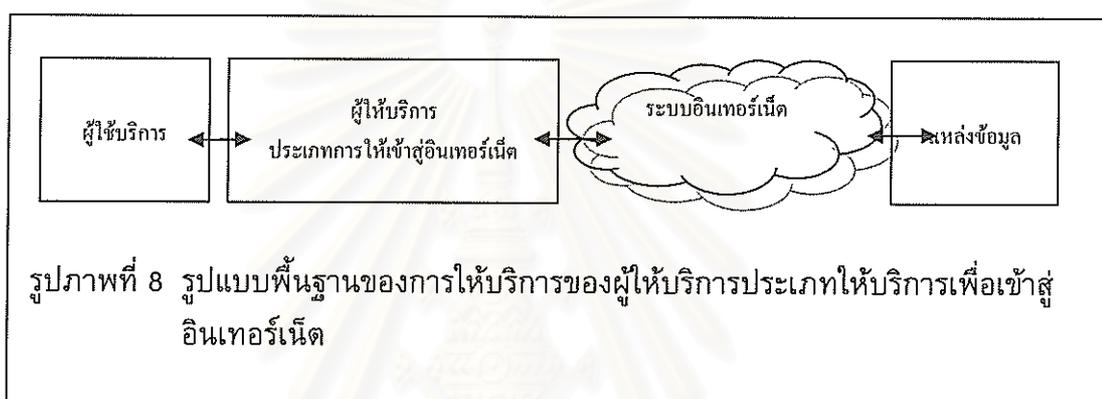 ผู้ใช้บริการ
ผู้ให้บริการ
ประเภทการให้เข้าสู่อินเทอร์เน็ต
ระบบอินเทอร์เน็ต
แหล่งข้อมูล
รูปภาพที่ 8 รูปแบบพื้นฐานของการให้บริการของผู้ให้บริการประเภทให้บริการเพื่อเข้าสู่
อินเทอร์เน็ต